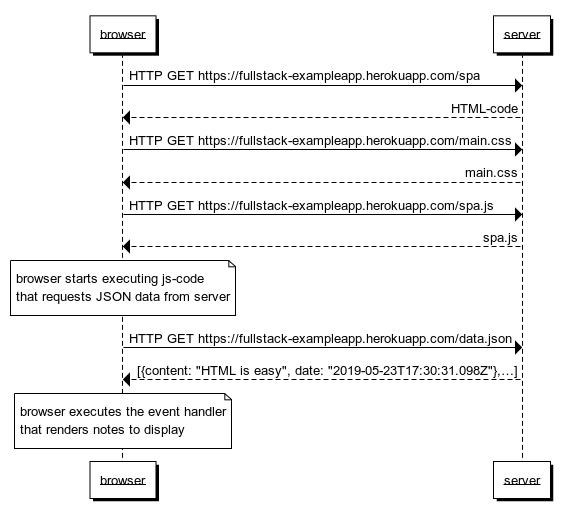 browser server
HTTP GET https://fullstack-exampleapp.herokuapp.com/spa
HTML-code
HTTP GET https://fullstack-exampleapp.herokuapp.com/main.css
main.css
HTTP GET https://fullstack-exampleapp.herokuapp.com/spa.js
spa.js
browser starts executing js-code
that requests JSON data from server
HTTP GET https://fullstack-exampleapp.herokuapp.com/data.json
[{content: "HTML is easy", date: "2019-05-23T17:30:31.098Z"},...]
browser executes the event handler
that renders notes to display
browser server